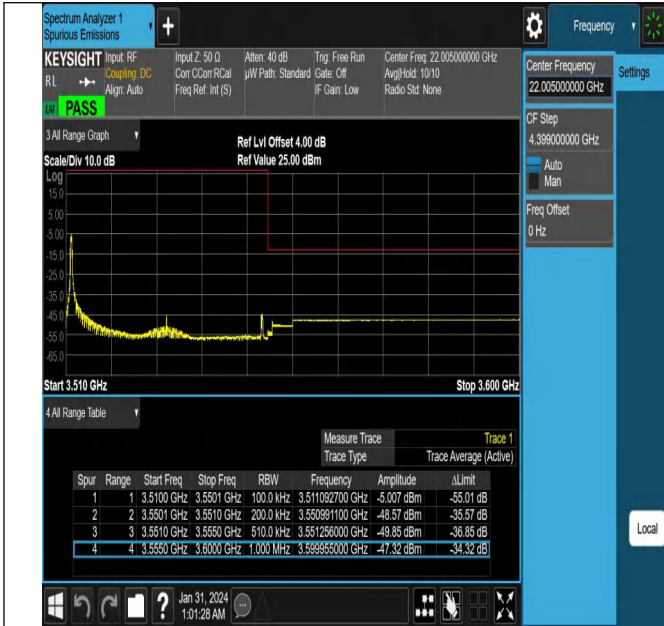 Spectrum Analyzer 1
Spurious Emissions
Frequency
KEYSIGHT Input: RF Input Z: 50 Ω Atten: 40 dB Trig: Free Run Center Freq: 22.005000000 GHz
RL Coupling: DC Corr CCorr RCal µW Path: Standard Gate: Off Avg|Hold: 10/10
Align: Auto Freq Ref: Int (S) IF Gain: Low Radio Std: None
PASS
Center Frequency
22.005000000 GHz
Settings
CF Step
4.399000000 GHz
Auto
Man
Freq Offset
0 Hz
Local
3 All Range Graph
Ref Lvl Offset 4.00 dB
Scale/Div 10.0 dB Ref Value 25.00 dBm
Log
15.0
5.00
-5.00
-15.0
-25.0
-35.0
-45.0
-55.0
-65.0
Start 3.510 GHz Stop 3.600 GHz
4 All Range Table
Measure Trace Trace 1
Trace Type Trace Average (Active)
Spur Range Start Freq Stop Freq RBW Frequency Amplitude ∆Limit
1 1 3.5100 GHz 3.5501 GHz 100.0 kHz 3.511092700 GHz -5.007 dBm -55.01 dB
2 2 3.5501 GHz 3.5510 GHz 200.0 kHz 3.550991100 GHz -48.57 dBm -35.57 dB
3 3 3.5510 GHz 3.5550 GHz 510.0 kHz 3.551256000 GHz -49.85 dBm -36.85 dB
4 4 3.5550 GHz 3.6000 GHz 1.000 MHz 3.599955000 GHz -47.32 dBm -34.32 dB
Jan 31, 2024
1:01:28 AM